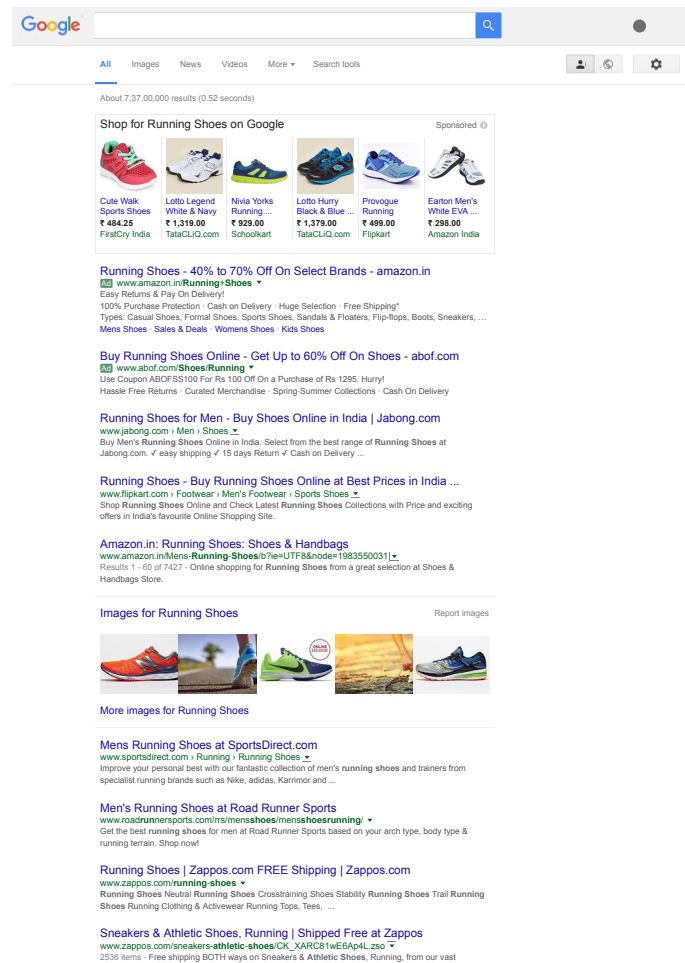 Google
All Images News Videos More Search tools
About 7,37,00,000 results (0.52 seconds)
Shop for Running Shoes on Google Sponsored
Cute Walk
Sports Shoes
₹ 484.25
FirstCry India
Lotto Legend
White & Navy
₹ 1,319.00
TataCLiQ.com
Nivia Yorks
Running ...
₹ 929.00
Schoolkart
Lotto Hurry
Black & Blue ...
₹ 1,379.00
TataCLiQ.com
Provogue
Running
₹ 499.00
Flipkart
Earton Men's
White EVA ...
₹ 298.00
Amazon India
Running Shoes - 40% to 70% Off On Select Brands - amazon.in
Ad www.amazon.in/Running+Shoes
Easy Returns & Pay On Delivery!
100% Purchase Protection · Cash on Delivery · Huge Selection · Free Shipping*
Types: Casual Shoes, Formal Shoes, Sports Shoes, Sandals & Floaters, Flip-flops, Boots, Sneakers, …
Mens Shoes · Sales & Deals · Womens Shoes · Kids Shoes
Buy Running Shoes Online - Get Up to 60% Off On Shoes - abof.com
Ad www.abof.com/Shoes/Running
Use Coupon ABOFSS100 For Rs 100 Off On a Purchase of Rs 1295. Hurry!
Hassle Free Returns · Curated Merchandise · Spring-Summer Collections · Cash On Delivery
Running Shoes for Men - Buy Shoes Online in India | Jabong.com
www.jabong.com › Men › Shoes
Buy Men's Running Shoes Online in India. Select from the best range of Running Shoes at
Jabong.com. ✓ easy shipping ✓ 15 days Return ✓ Cash on Delivery ...
Running Shoes - Buy Running Shoes Online at Best Prices in India ...
www.flipkart.com › Footwear › Men's Footwear › Sports Shoes
Shop Running Shoes Online and Check Latest Running Shoes Collections with Price and exciting
offers in India's favourite Online Shopping Site.
Amazon.in: Running Shoes: Shoes & Handbags
www.amazon.in/Mens-Running-Shoes/b?ie=UTF8&node=1983550031
Results 1 - 60 of 7427 - Online shopping for Running Shoes from a great selection at Shoes &
Handbags Store.
Images for Running Shoes Report images
ONLINE
EXCLUSIVE
More images for Running Shoes
Mens Running Shoes at SportsDirect.com
www.sportsdirect.com › Running › Running Shoes
Improve your personal best with our fantastic collection of men's running shoes and trainers from
specialist running brands such as Nike, adidas, Karrimor and ...
Men's Running Shoes at Road Runner Sports
www.roadrunnersports.com/rrs/mensshoes/mensshoesrunning/
Get the best running shoes for men at Road Runner Sports based on your arch type, body type &
running terrain. Shop now!
Running Shoes | Zappos.com FREE Shipping | Zappos.com
www.zappos.com/running-shoes
Running Shoes Neutral Running Shoes Crosstraining Shoes Stability Running Shoes Trail Running
Shoes Running Clothing & Activewear Running Tops, Tees, ...
Sneakers & Athletic Shoes, Running | Shipped Free at Zappos
www.zappos.com/sneakers-athletic-shoes/CK_XARC81wE6Ap4L.zso
2536 items - Free shipping BOTH ways on Sneakers & Athletic Shoes, Running, from our vast